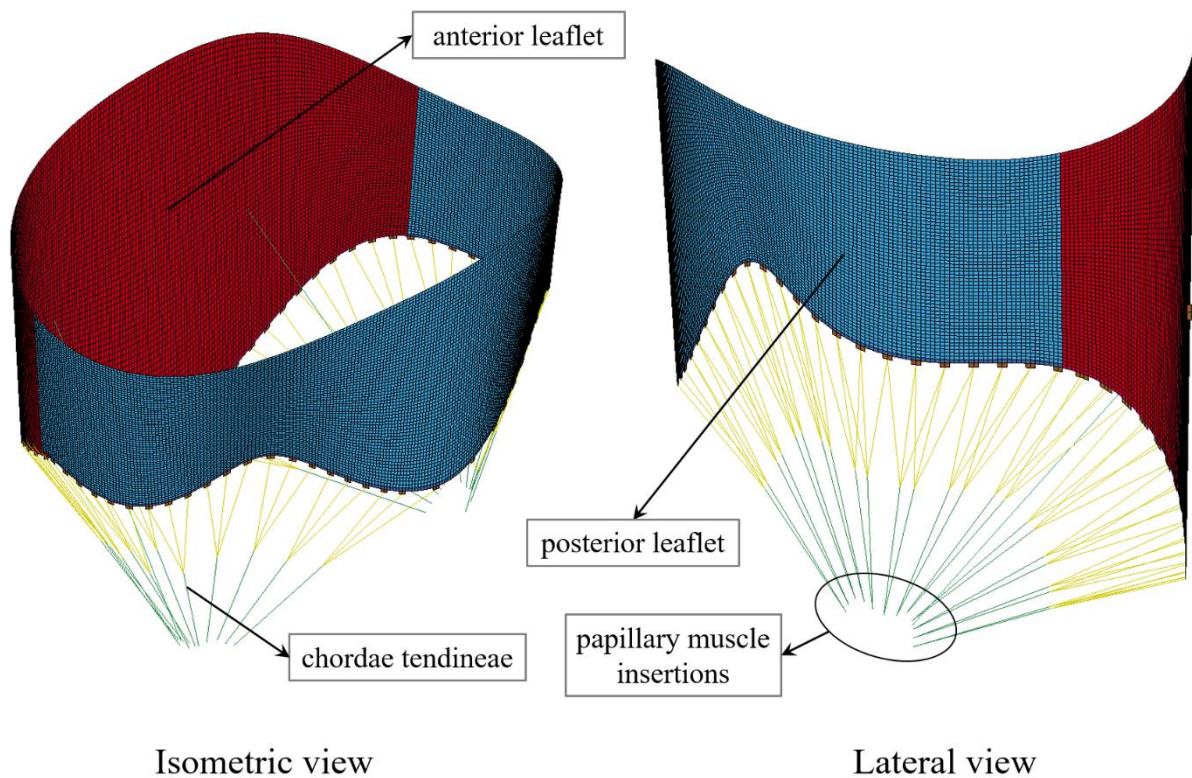 anterior leaflet
posterior leaflet
chordae tendineae
papillary muscle
insertions
Isometric view
Lateral view